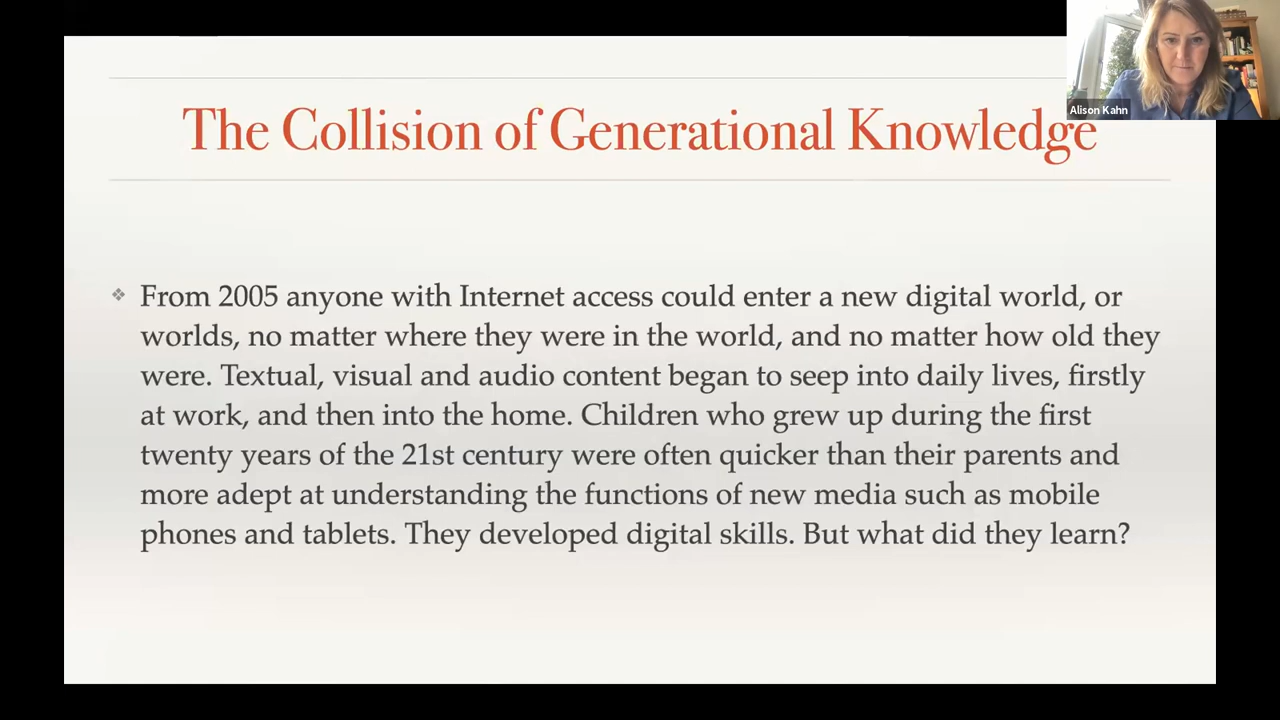 Alison Kahn
The Collision of Generational Knowledge
❖ From 2005 anyone with Internet access could enter a new digital world, or
worlds, no matter where they were in the world, and no matter how old they
were. Textual, visual and audio content began to seep into daily lives, firstly
at work, and then into the home. Children who grew up during the first
twenty years of the 21st century were often quicker than their parents and
more adept at understanding the functions of new media such as mobile
phones and tablets. They developed digital skills. But what did they learn?